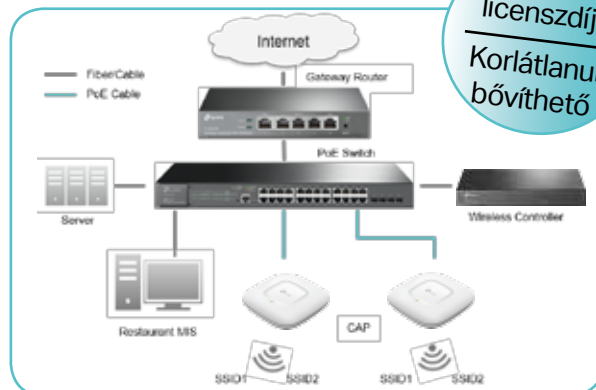 licenszdíj
Korlátlanul
bővíthető
Internet
Fiber/Cable
PoE Cable
Gateway Router
PoE Switch
Server
Wireless Controller
Restaurant MIS
CAP
SSID1
SSID2
SSID1
SSID2